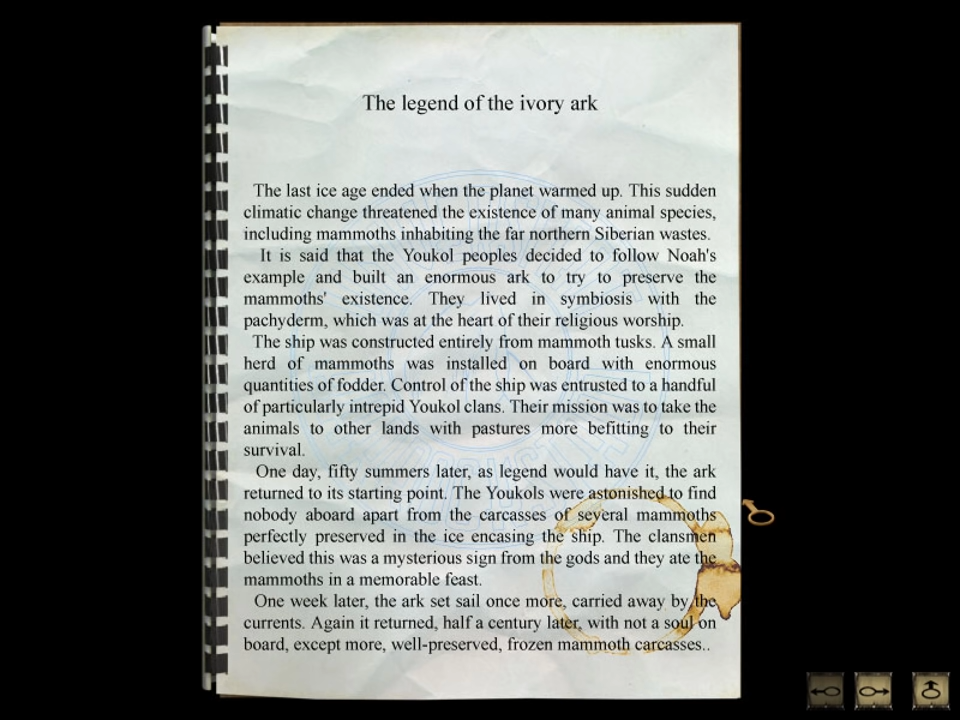 The legend of the ivory ark
The last ice age ended when the planet warmed up. This sudden
climatic change threatened the existence of many animal species,
including mammoths inhabiting the far northern Siberian wastes.
It is said that the Youkol peoples decided to follow Noah's
example and built an enormous ark to try to preserve the
mammoths' existence. They lived in symbiosis with the
pachyderm, which was at the heart of their religious worship.
The ship was constructed entirely from mammoth tusks. A small
herd of mammoths was installed on board with enormous
quantities of fodder. Control of the ship was entrusted to a handful
of particularly intrepid Youkol clans. Their mission was to take the
animals to other lands with pastures more befitting to their
survival.
One day, fifty summers later, as legend would have it, the ark
returned to its starting point. The Youkols were astonished to find
nobody aboard apart from the carcasses of several mammoths
perfectly preserved in the ice encasing the ship. The clansmen
believed this was a mysterious sign from the gods and they ate the
mammoths in a memorable feast.
One week later, the ark set sail once more, carried away by the
currents. Again it returned, half a century later, with not a soul on
board, except more, well-preserved, frozen mammoth carcasses..